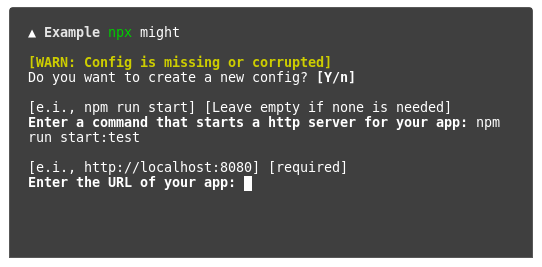 ▲ Example npx might
[WARN: Config is missing or corrupted]
Do you want to create a new config? [Y/n]
[e.i., npm run start] [Leave empty if none is needed]
Enter a command that starts a http server for your app: npm
run start:test
[e.i., http://localhost:8080] [required]
Enter the URL of your app: